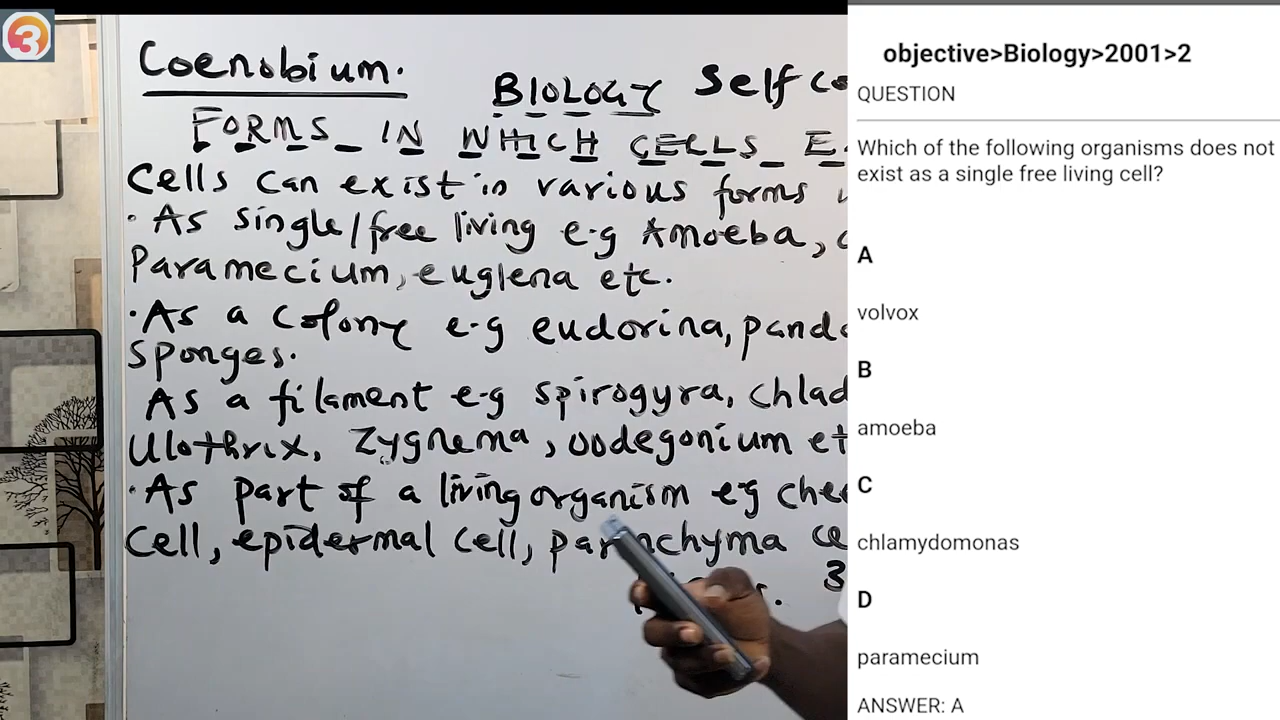 3
Coenobium.
BIOLOGY Self
FORMS IN WHICH CELLS
Cells can exist in various forms
• As single/free living e.g Amoeba,
Paramecium, euglena etc.
• As a colony e-g eudorina,
sponges.
As a filament e-g spirogyra,
Ulothrix, Zygnema, oodegonium
• As part of a living organism eg
Cell, epidermal cell,
objective>Biology>2001>2
QUESTION
Which of the following organisms does not
exist as a single free living cell?
A
volvox
B
amoeba
C
chlamydomonas
D
paramecium
ANSWER: A